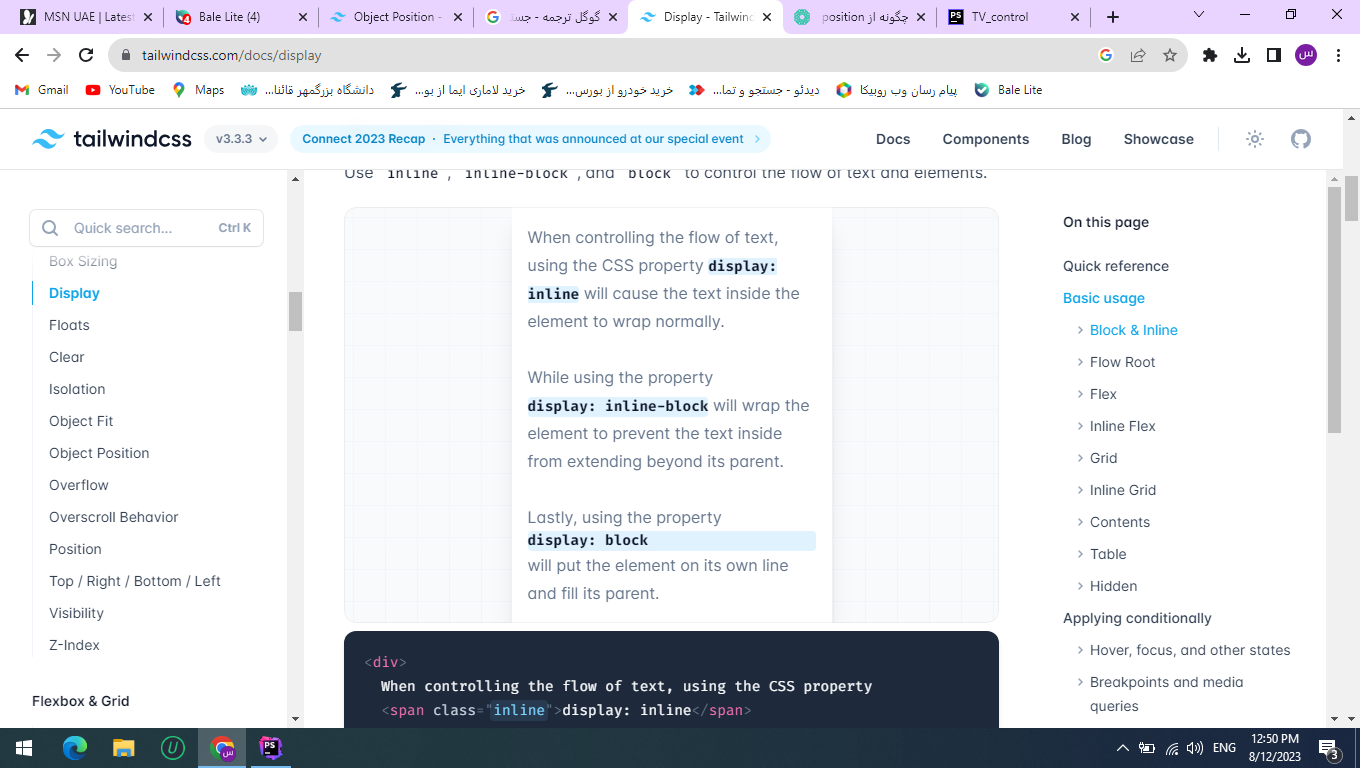 MSN UAE | Latest
Bale Lite (4)
Object Position -
گوگل ترجمه - جست
Display - Tailwind
چگونه از position
TV_control
tailwindcss.com/docs/display
س
Gmail
YouTube
Maps
دانشگاه بزرگمهر قائنا...
خرید لاماری ایما از بو...
خرید خودرو از بورس...
دیدئو - جستجو و تما...
پیام رسان وب روبیکا
Bale Lite
tailwindcss
v3.3.3
Connect 2023 Recap · Everything that was announced at our special event
Docs
Components
Blog
Showcase
Quick search...
Ctrl K
Box Sizing
Display
Floats
Clear
Isolation
Object Fit
Object Position
Overflow
Overscroll Behavior
Position
Top / Right / Bottom / Left
Visibility
Z-Index
Flexbox & Grid
Use inline, inline-block, and block to control the flow of text and elements.
When controlling the flow of text,
using the CSS property display:
inline will cause the text inside the
element to wrap normally.
While using the property
display: inline-block will wrap the
element to prevent the text inside
from extending beyond its parent.
Lastly, using the property
display: block
will put the element on its own line
and fill its parent.
<div>
When controlling the flow of text, using the CSS property
<span class="inline">display: inline</span>
On this page
Quick reference
Basic usage
Block & Inline
Flow Root
Flex
Inline Flex
Grid
Inline Grid
Contents
Table
Hidden
Applying conditionally
Hover, focus, and other states
Breakpoints and media
queries
PS
س
PS
ENG
12:50 PM
8/12/2023
3